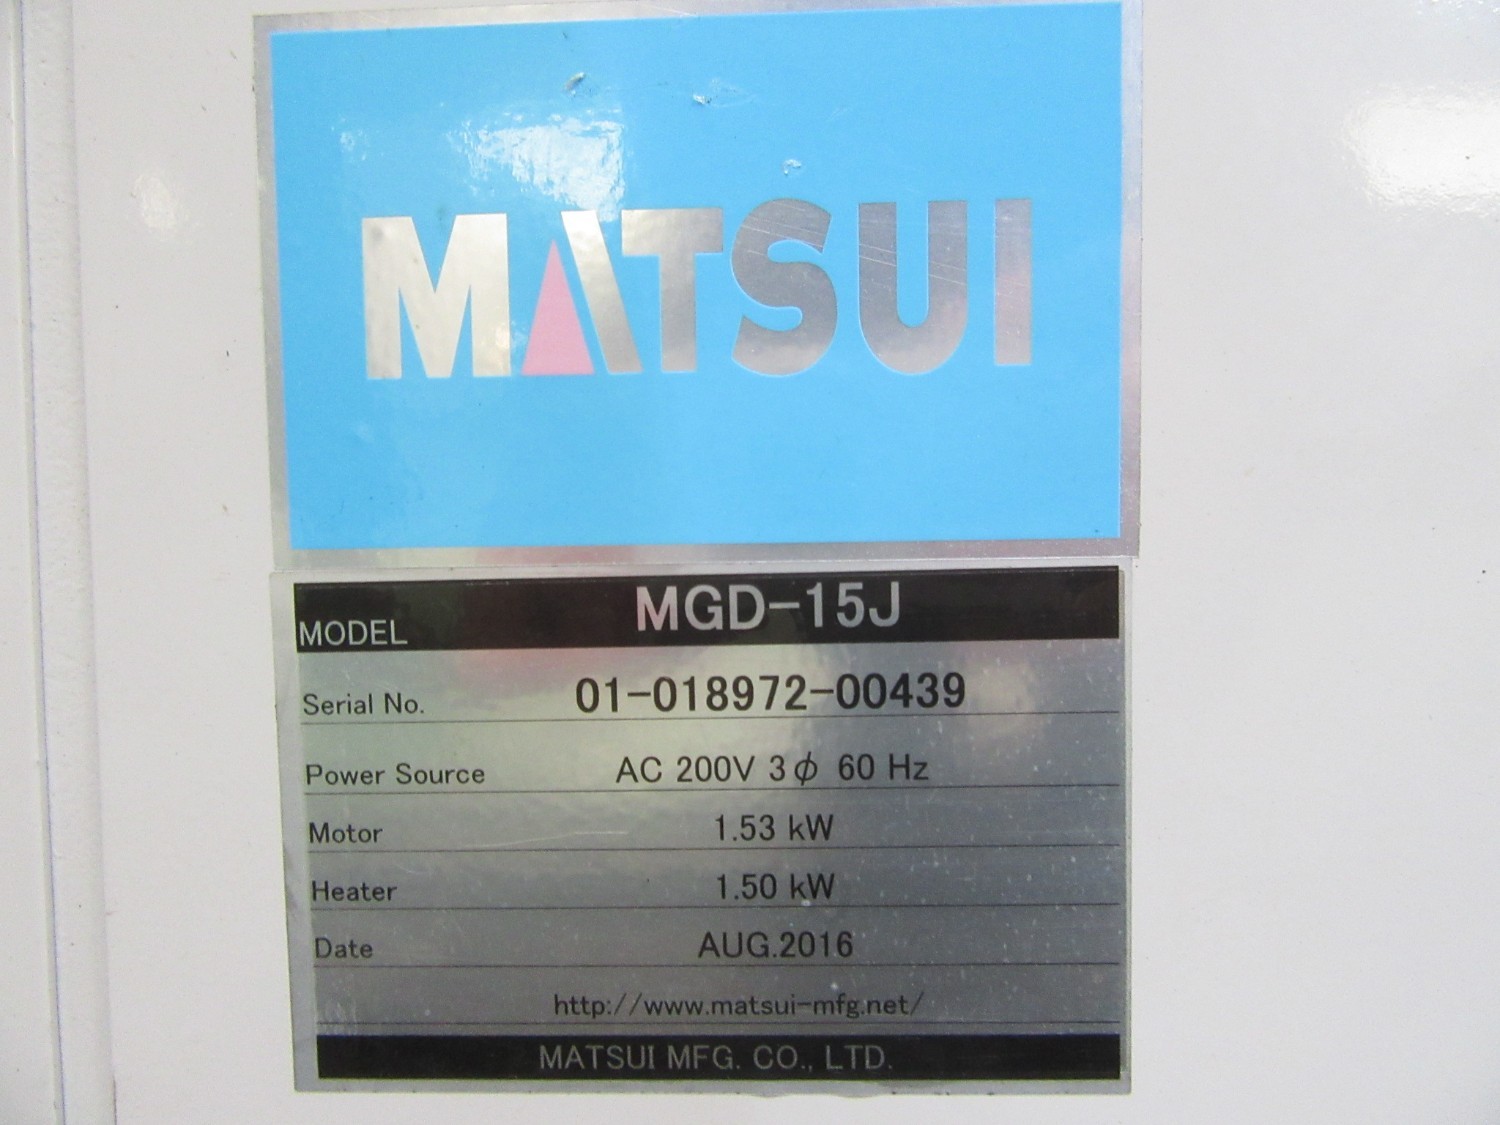 MATSUI
MODEL MGD-15J
Serial No. 01-018972-00439
Power Source AC 200V 3ϕ 60 Hz
Motor 1.53 kW
Heater 1.50 kW
Date AUG.2016
http://www.matsui-mfg.net/
MATSUI MFG. CO., LTD.